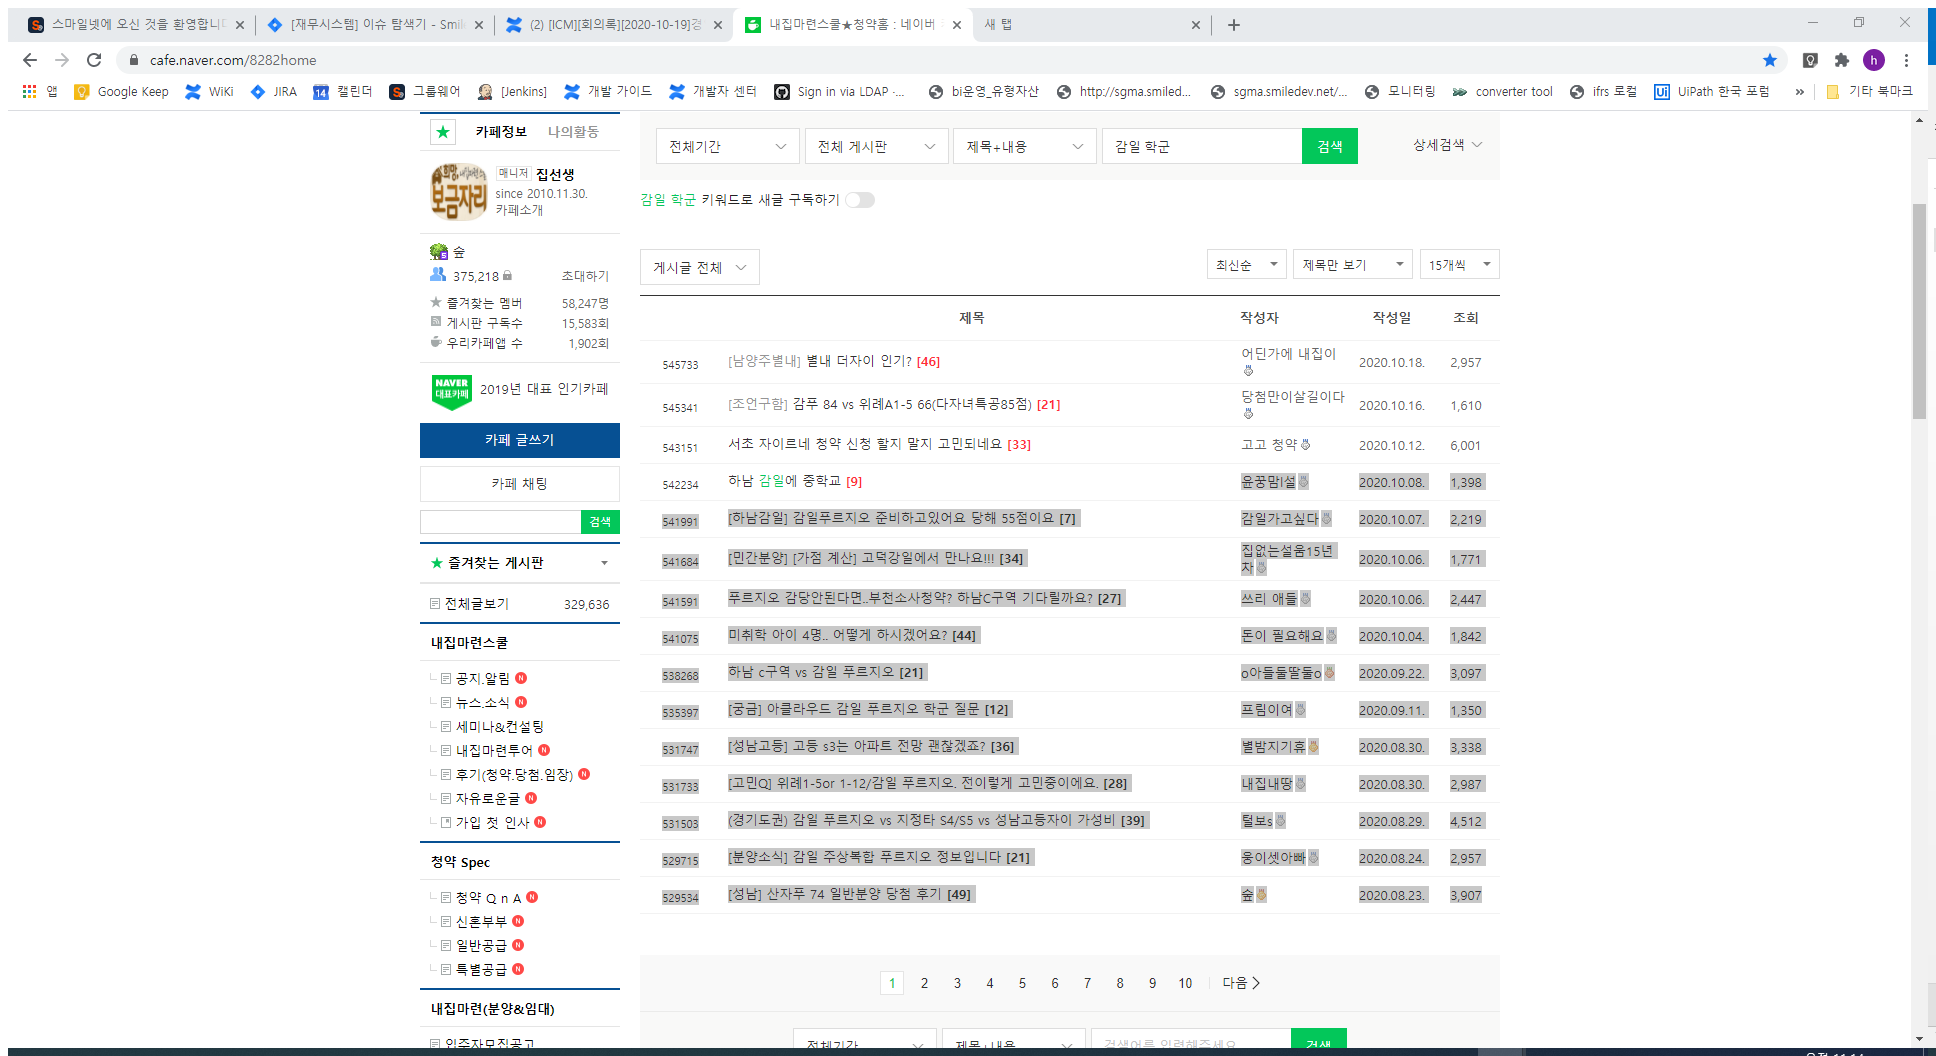 스마일넷에 오신 것을 환영합니다
[재무시스템] 이슈 탐색기 - Smil
(2) [ICM][회의록][2020-10-19]경
내집마련스쿨★청약홈 : 네이버
새 탭
cafe.naver.com/8282home
h
앱
Google Keep
WiKi
JIRA
14
캘린더
그룹웨어
[Jenkins]
개발 가이드
개발자 센터
Sign in via LDAP -...
bi운영_유형자산
http://sgma.smiled...
sgma.smiledev.net/...
모니터링
converter tool
ifrs 로컬
Ui
UiPath 한국 포럼
»
기타 북마크
카페정보
나의활동
희망, 내집마련의
보금자리
매니저 집선생
since 2010.11.30.
카페소개
숲
375,218
초대하기
즐겨찾는 멤버
58,247명
게시판 구독수
15,583회
우리카페앱 수
1,902회
NAVER
대표카페
2019년 대표 인기카페
카페 글쓰기
카페 채팅
검색
★ 즐겨찾는 게시판
전체글보기
329,636
내집마련스쿨
공지.알림 N
뉴스.소식 N
세미나&컨설팅
내집마련투어 N
후기(청약.당첨.임장) N
자유로운글 N
가입 첫 인사 N
청약 Spec
청약 Q n A N
신혼부부 N
일반공급 N
특별공급 N
내집마련(분양&임대)
입주자모집공고
전체기간
전체 게시판
제목+내용
감일 학군
검색
상세검색
감일 학군 키워드로 새글 구독하기
게시글 전체
최신순
제목만 보기
15개씩
제목
작성자
작성일
조회
545733 [남양주별내] 별내 더자이 인기? [46] 어딘가에 내집이 2020.10.18. 2,957
545341 [조언구함] 감푸 84 vs 위례A1-5 66(다자녀특공85점) [21] 당첨만이살길이다 2020.10.16. 1,610
543151 서초 자이르네 청약 신청 할지 말지 고민되네요 [33] 고고 청약 2020.10.12. 6,001
542234 하남 감일에 중학교 [9] 윤꿍맘l설 2020.10.08. 1,398
541991 [하남감일] 감일푸르지오 준비하고있어요 당해 55점이요 [7] 감일가고싶다 2020.10.07. 2,219
541684 [민간분양] [가점 계산] 고덕강일에서 만나요!!! [34] 집없는설움15년차 2020.10.06. 1,771
541591 푸르지오 감당안된다면..부천소사청약? 하남C구역 기다릴까요? [27] 쓰리 애들 2020.10.06. 2,447
541075 미취학 아이 4명.. 어떻게 하시겠어요? [44] 돈이 필요해요 2020.10.04. 1,842
538268 하남 c구역 vs 감일 푸르지오 [21] o아들둘딸둘o 2020.09.22. 3,097
535397 [궁금] 아클라우드 감일 푸르지오 학군 질문 [12] 프림이여 2020.09.11. 1,350
531747 [성남고등] 고등 s3는 아파트 전망 괜찮겠죠? [36] 별밤지기휴 2020.08.30. 3,338
531733 [고민Q] 위례1-5or 1-12/감일 푸르지오. 전이렇게 고민중이에요. [28] 내집내땅 2020.08.30. 2,987
531503 (경기도권) 감일 푸르지오 vs 지정타 S4/S5 vs 성남고등자이 가성비 [39] 털보s 2020.08.29. 4,512
529715 [분양소식] 감일 주상복합 푸르지오 정보입니다 [21] 웅이셋아빠 2020.08.24. 2,957
529534 [성남] 산자푸 74 일반분양 당첨 후기 [49] 숲 2020.08.23. 3,907
1 2 3 4 5 6 7 8 9 10 다음
전체기간
제목+내용
검색어를 입력해주세요
검색